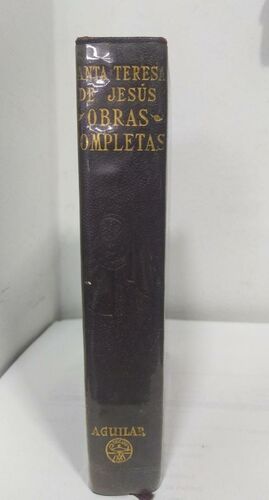 ANTA TERESA
DE JESÚS
OBRAS
OMPLETAS
AGUILAR